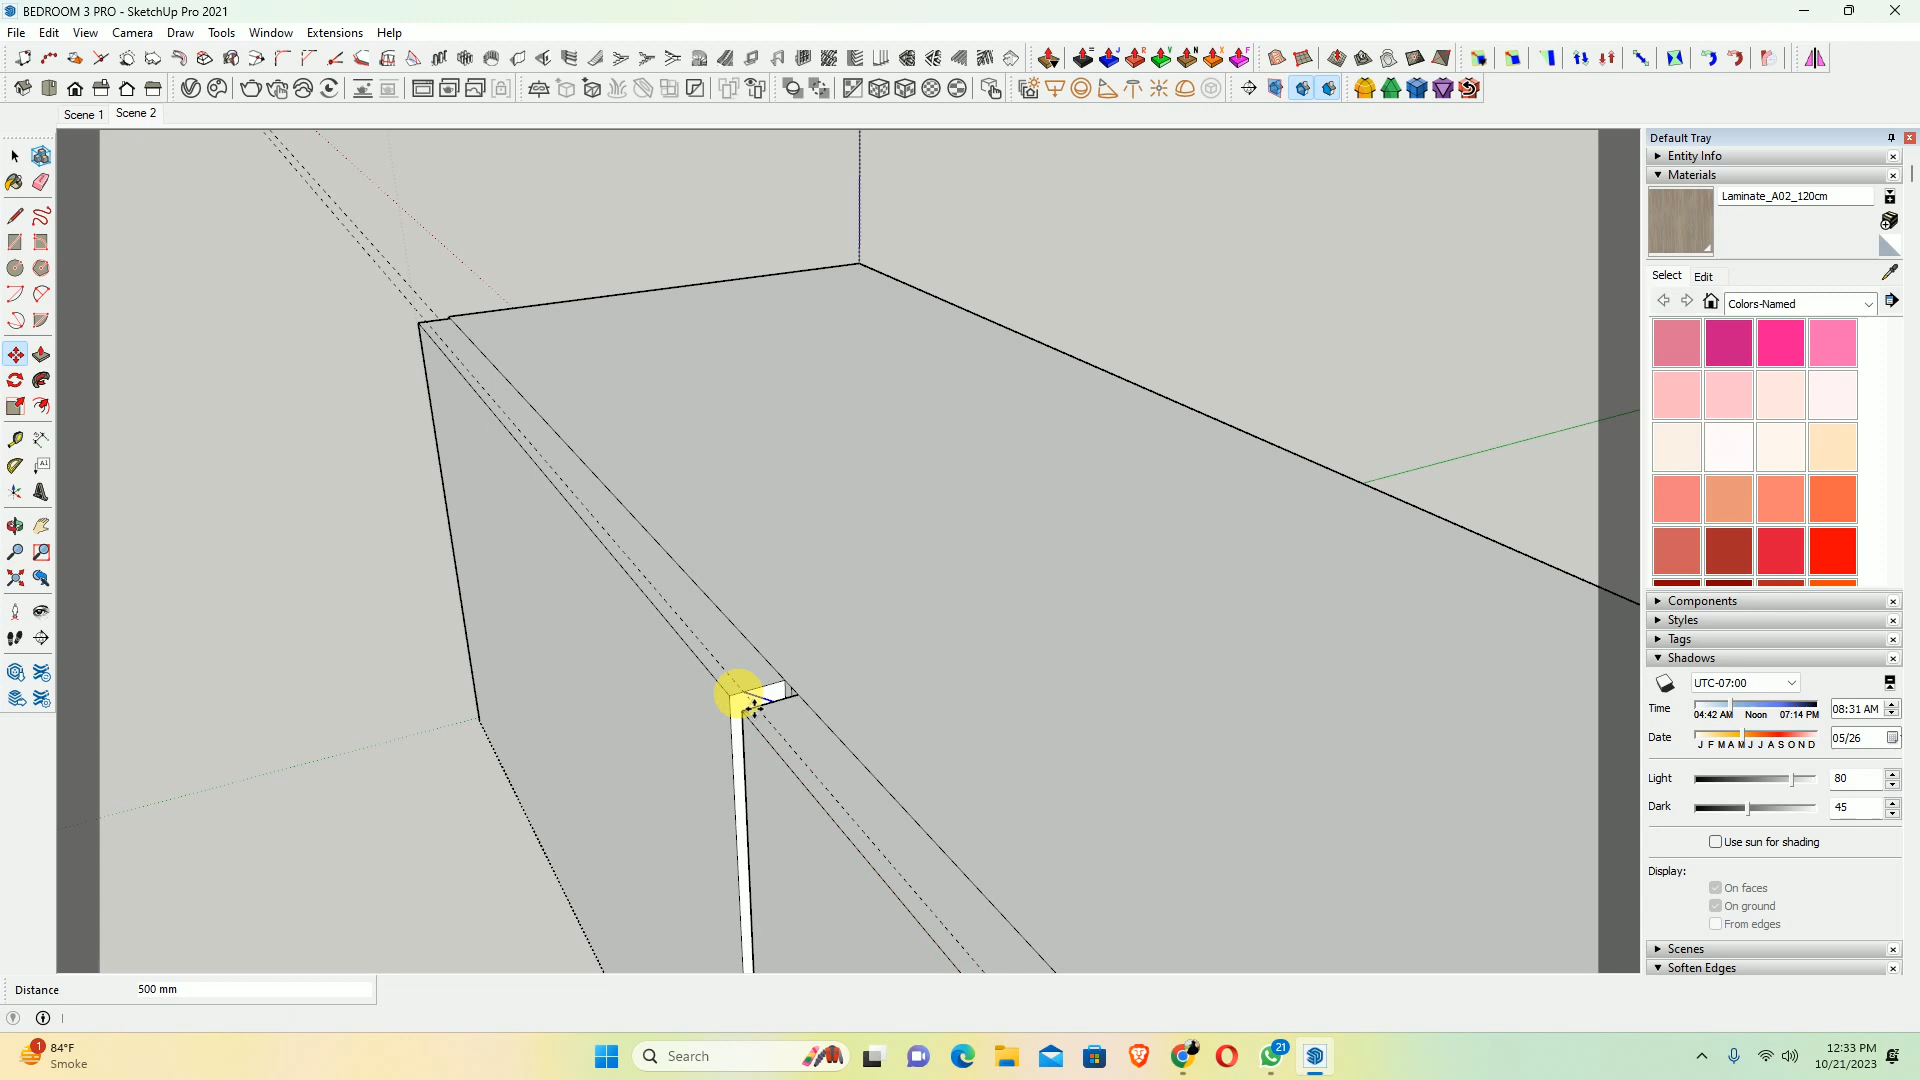 BEDROOM 3 PRO - SketchUp Pro 2021
File Edit View Camera Draw Tools Window Extensions Help
Scene 1 Scene 2
Default Tray
Entity Info
Materials
Laminate_A02_120cm
Select Edit
Colors-Named
Components
Styles
Tags
Shadows
UTC-07:00
Time 04:42 AM Noon 07:14 PM 08:31 AM
Date J F M A M J J A S O N D 05/26
Light 80
Dark 45
Use sun for shading
Display:
On faces
On ground
From edges
Scenes
Soften Edges
Distance 500 mm
1 84°F
Smoke
Search
21
12:33 PM
10/21/2023